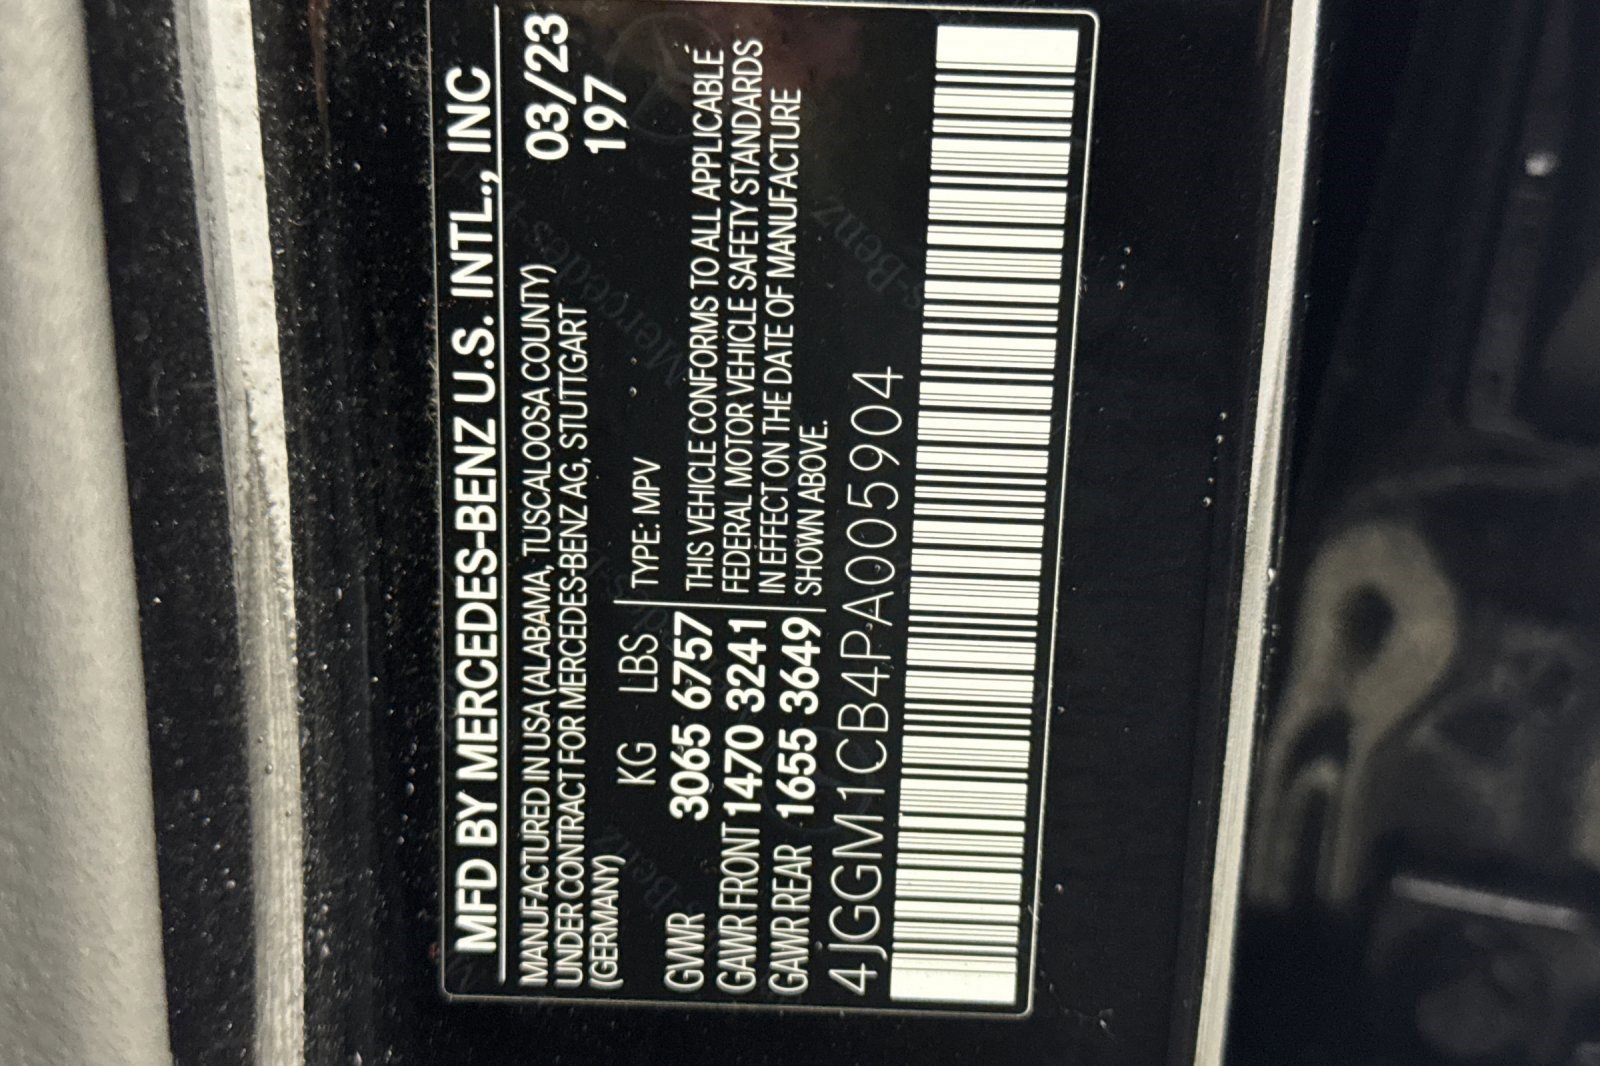 MFD BY MERCEDES-BENZ U.S. INTL., INC
MANUFACTURED IN USA (ALABAMA, TUSCALOOSA COUNTY) 03/23
UNDER CONTRACT FOR MERCEDES-BENZ AG, STUTTGART 197
(GERMANY)
KG LBS TYPE: MPV
GVWR 3065 6757 THIS VEHICLE CONFORMS TO ALL APPLICABLE
GAWR FRONT 1470 3241 FEDERAL MOTOR VEHICLE SAFETY STANDARDS
IN EFFECT ON THE DATE OF MANUFACTURE
GAWR REAR 1655 3649 SHOWN ABOVE.
4JGGM1CB4PA005904